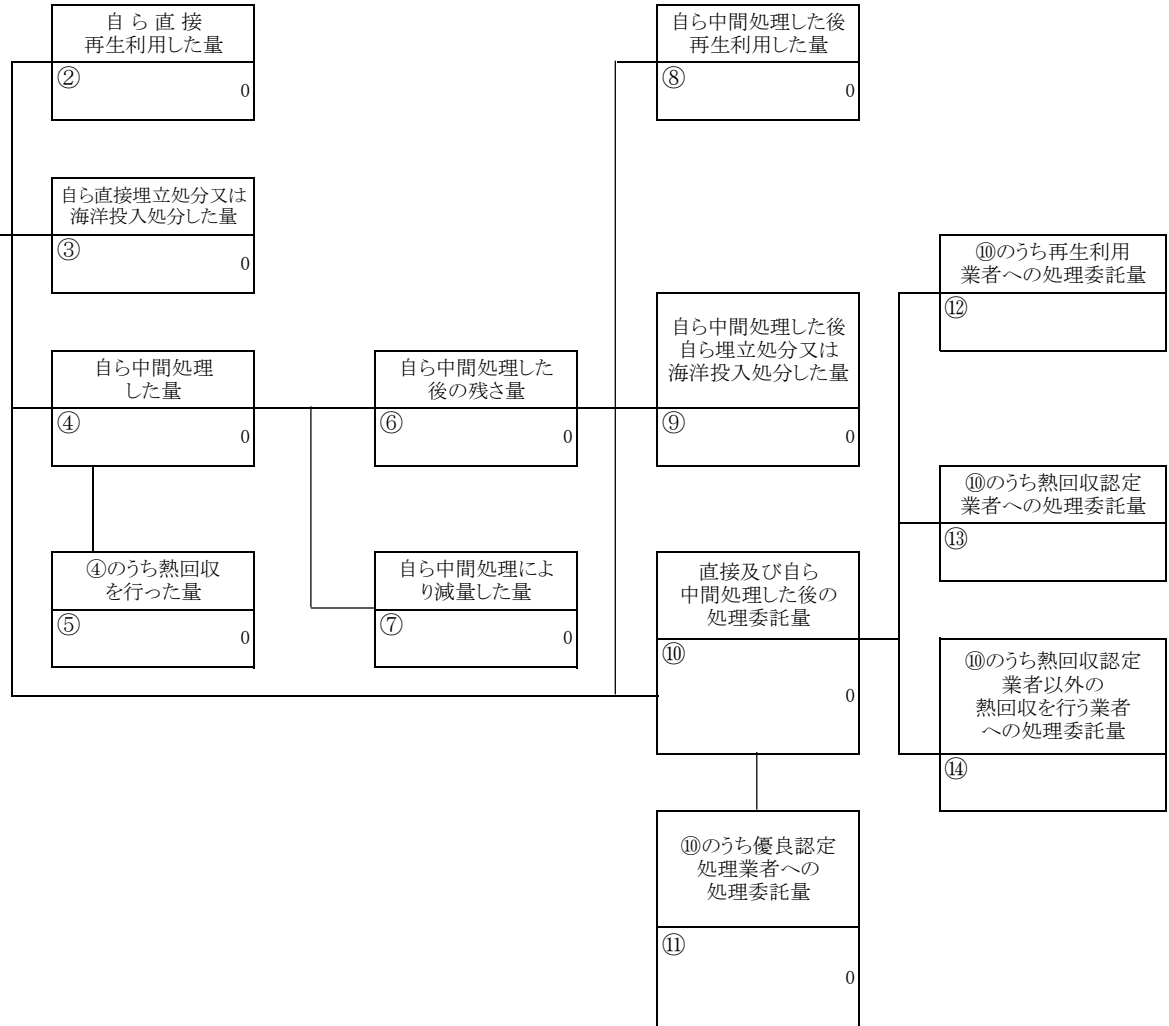 自ら直接
再生利用した量
②
0
自ら直接埋立処分又は
海洋投入処分した量
③
0
自ら中間処理
した量
④
0
④のうち熱回収
を行った量
⑤
0
自ら中間処理した
後の残さ量
⑥
0
自ら中間処理によ
り減量した量
⑦
0
自ら中間処理した後
再生利用した量
⑧
0
自ら中間処理した後
自ら埋立処分又は
海洋投入処分した量
⑨
0
直接及び自ら
中間処理した後の
処理委託量
⑩
0
⑩のうち優良認定
処理業者への
処理委託量
⑪
0
⑩のうち再生利用
業者への処理委託量
⑫
⑩のうち熱回収認定
業者への処理委託量
⑬
⑩のうち熱回収認定
業者以外の
熱回収を行う業者
への処理委託量
⑭